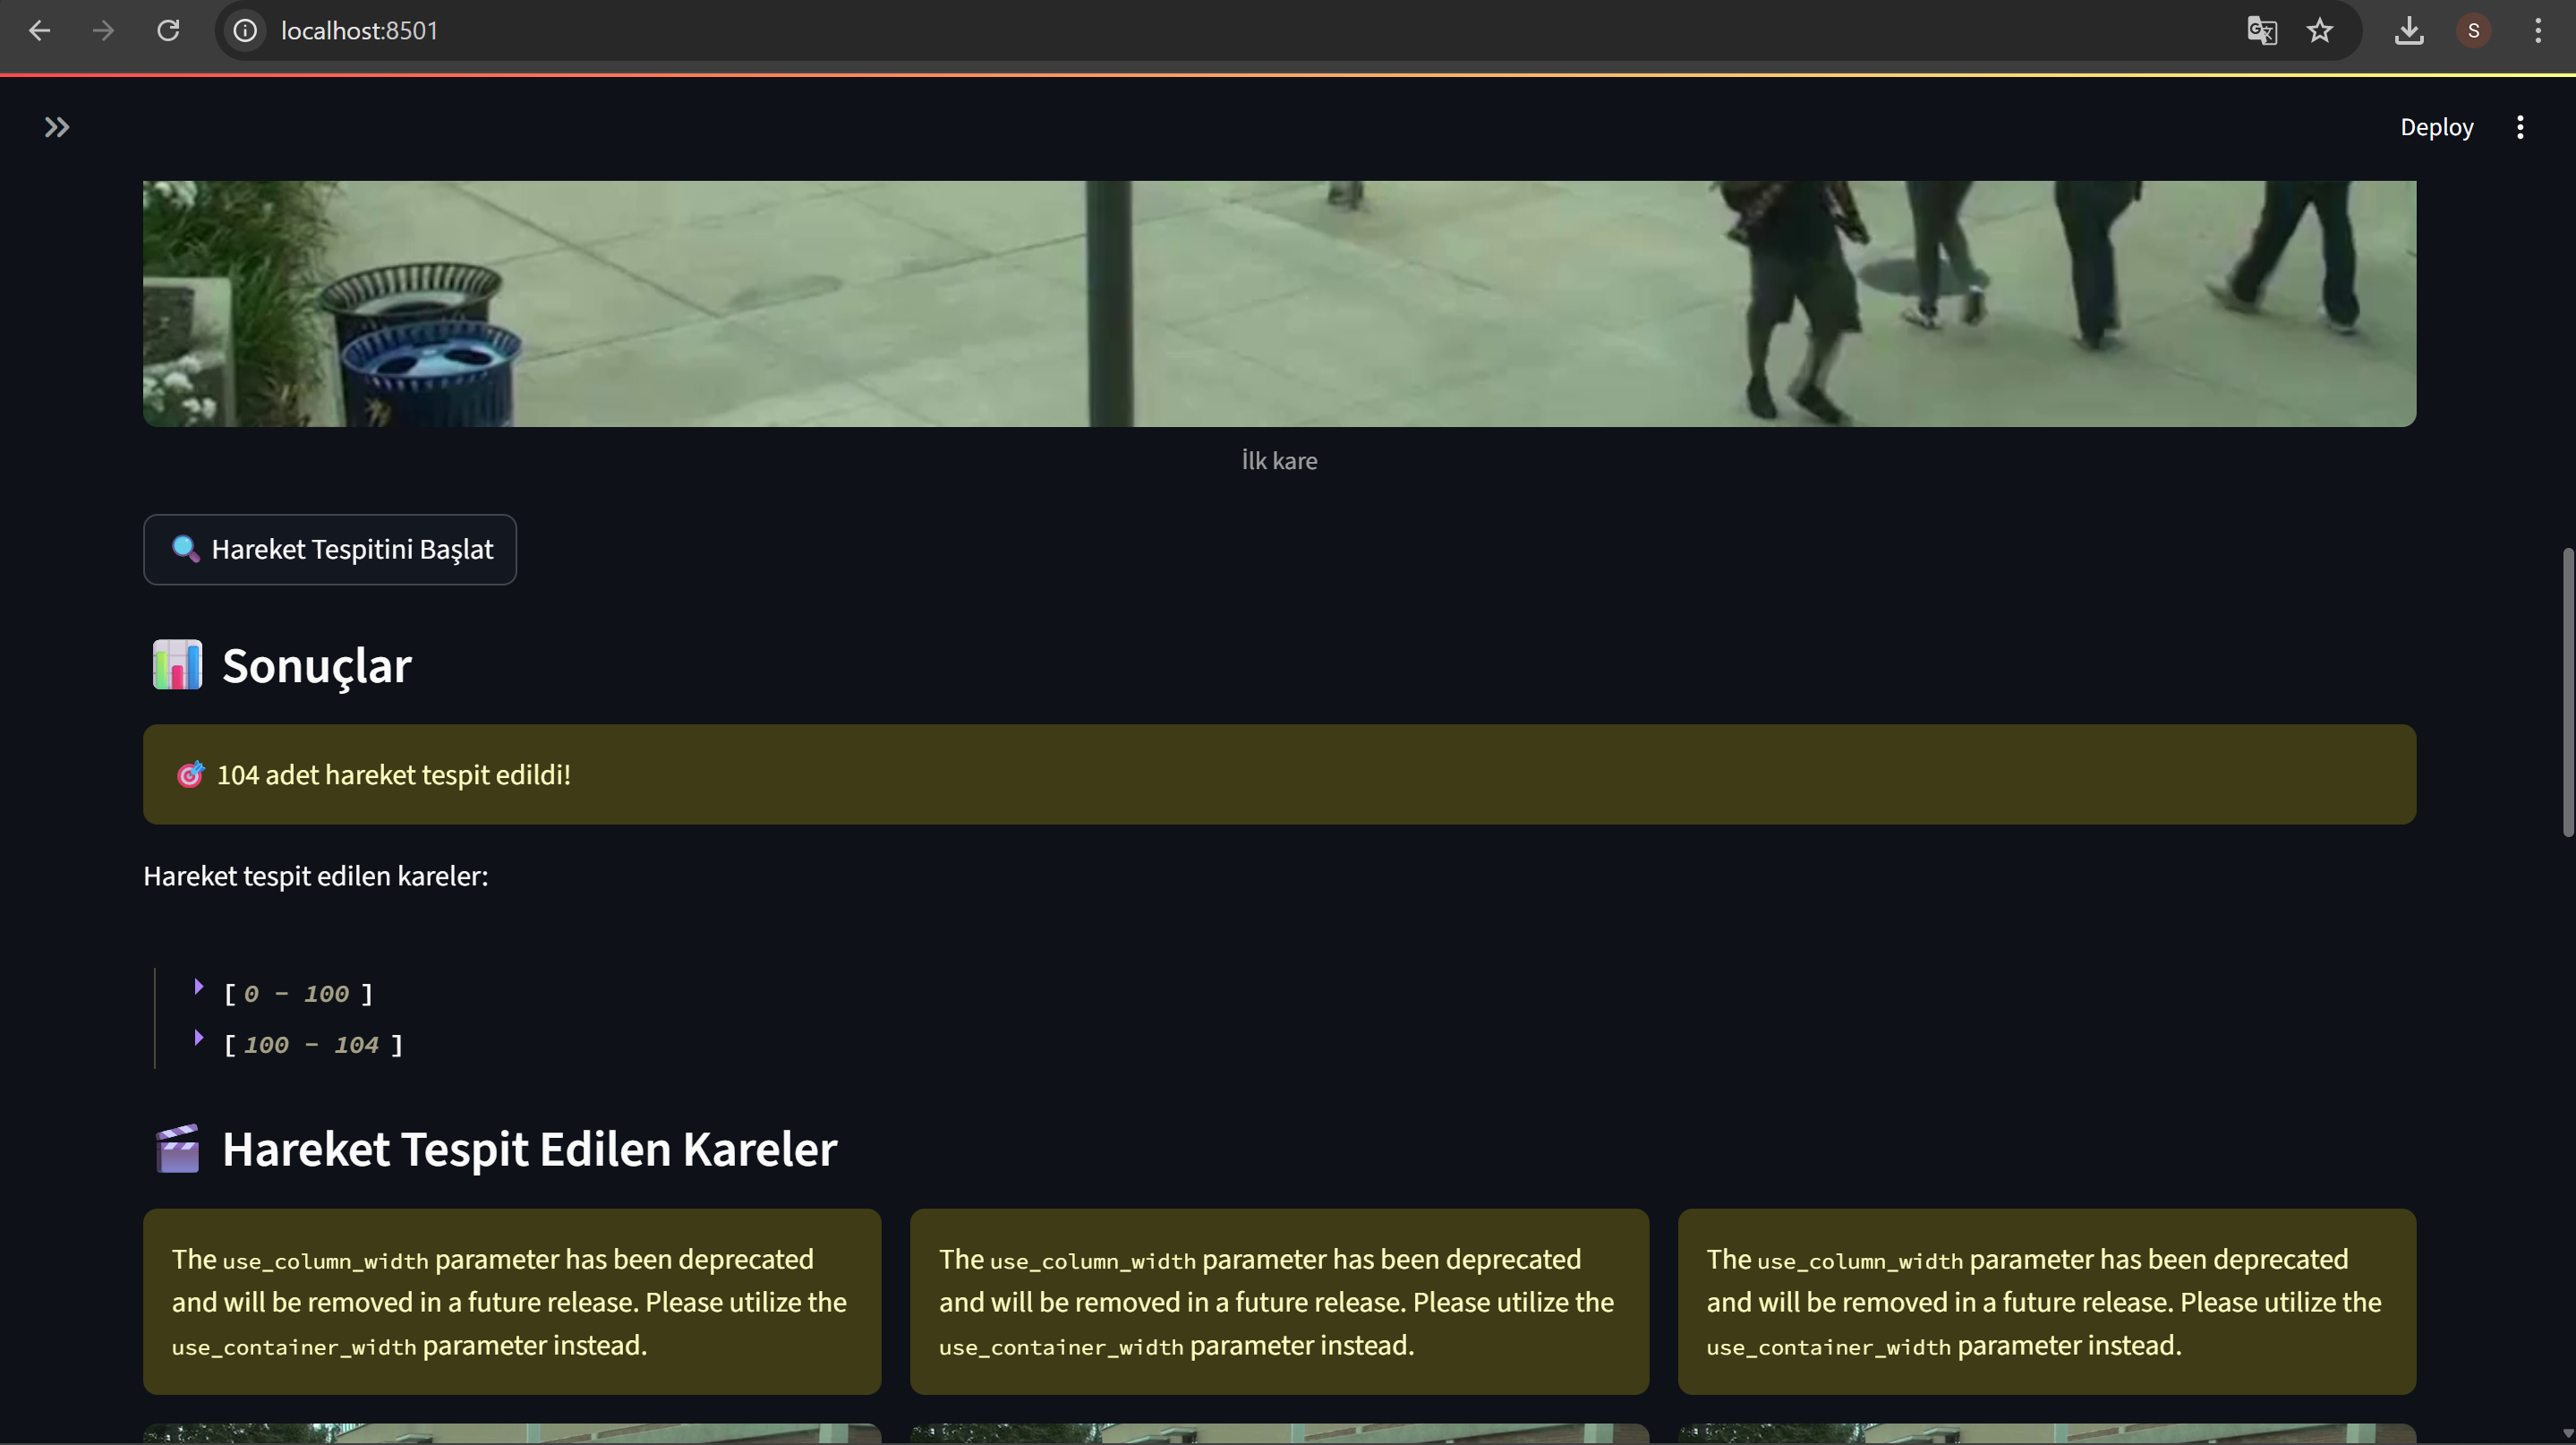 localhost:8501
S
Deploy
İlk kare
🔍 Hareket Tespitini Başlat
📊 Sonuçlar
🎯 104 adet hareket tespit edildi!
Hareket tespit edilen kareler:
[ 0 – 100 ]
[ 100 – 104 ]
🎬 Hareket Tespit Edilen Kareler
The use_column_width parameter has been deprecated
and will be removed in a future release. Please utilize the
use_container_width parameter instead.
The use_column_width parameter has been deprecated
and will be removed in a future release. Please utilize the
use_container_width parameter instead.
The use_column_width parameter has been deprecated
and will be removed in a future release. Please utilize the
use_container_width parameter instead.